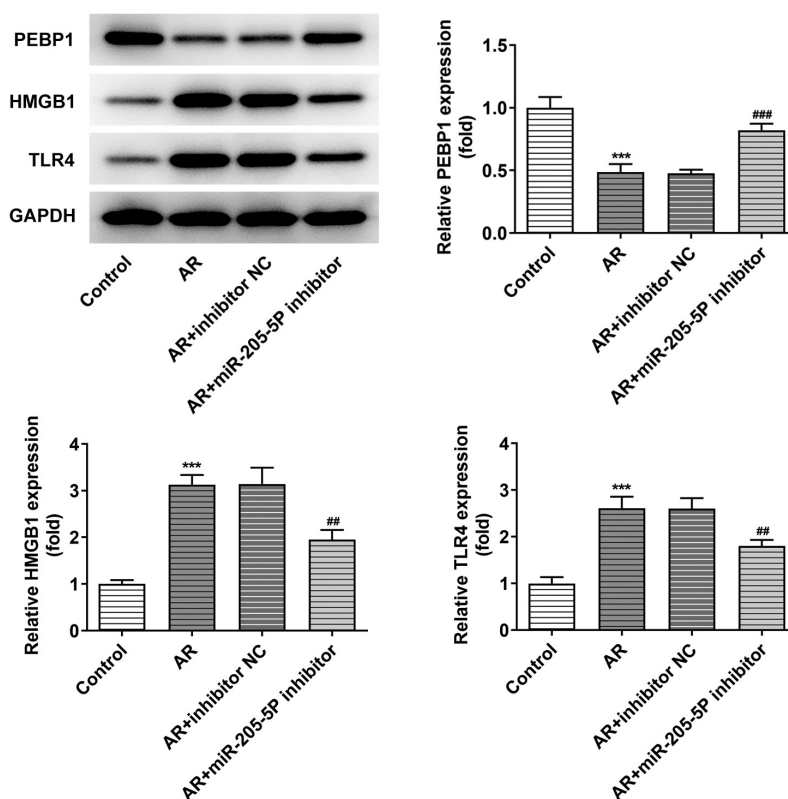 PEBP1
HMGB1
TLR4
GAPDH
Control
AR
AR+inhibitor NC
AR+miR-205-5P inhibitor
Relative PEBP1 expression
(fold)
1.5
1.0
0.5
0.0
***
###
Control
AR
AR+inhibitor NC
AR+miR-205-5P inhibitor
Relative HMGB1 expression
(fold)
4
3
2
1
0
***
##
Control
AR
AR+inhibitor NC
AR+miR-205-5P inhibitor
Relative TLR4 expression
(fold)
4
3
2
1
0
***
##
Control
AR
AR+inhibitor NC
AR+miR-205-5P inhibitor